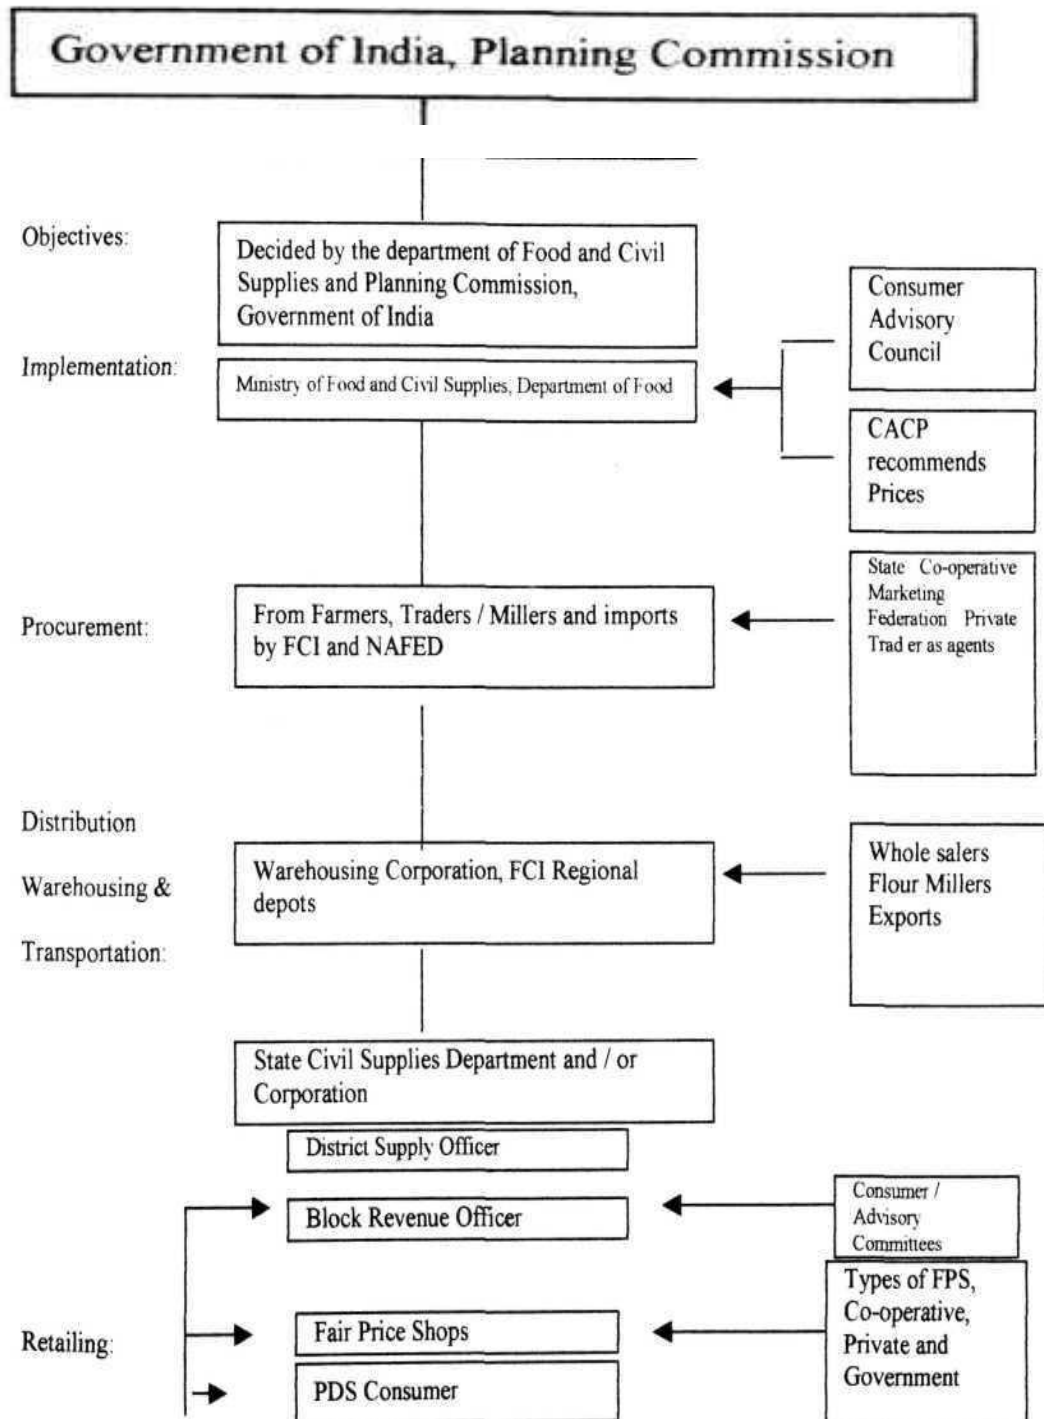 Government of India, Planning Commission
Objectives:
Decided by the department of Food and Civil
Supplies and Planning Commission,
Government of India
Consumer
Advisory
Council
Implementation:
Ministry of Food and Civil Supplies, Department of Food
CACP
recommends
Prices
Procurement:
From Farmers, Traders / Millers and imports
by FCI and NAFED
State Co-operative
Marketing
Federation Private
Trad er as agents
Distribution
Warehousing &
Transportation:
Warehousing Corporation, FCI Regional
depots
Whole salers
Flour Millers
Exports
State Civil Supplies Department and / or
Corporation
District Supply Officer
Block Revenue Officer
Consumer /
Advisory
Committees
Retailing:
Fair Price Shops
Types of FPS,
Co-operative,
Private and
Government
PDS Consumer